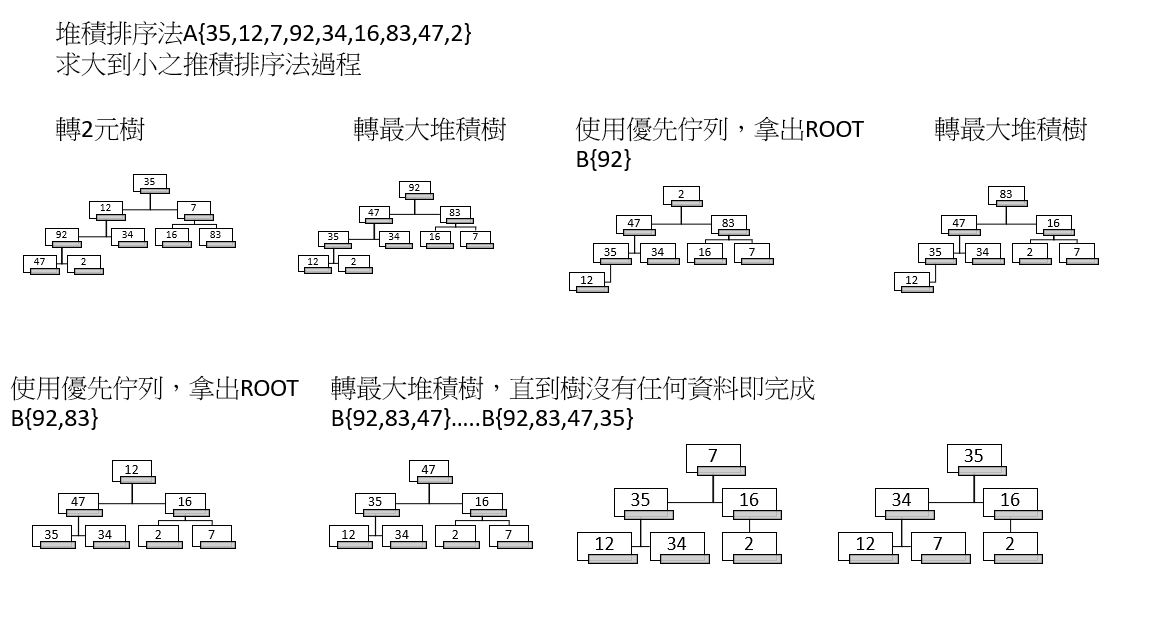 堆積排序法A{35,12,7,92,34,16,83,47,2}
求大到小之推積排序法過程
轉2元樹
35
12 7
92 34 16 83
47 2
轉最大堆積樹
92
47 83
35 34 16 7
12 2
使用優先佇列，拿出ROOT
B{92}
2
47 83
35 34 16 7
12
轉最大堆積樹
83
47 16
35 34 2 7
12
使用優先佇列，拿出ROOT
B{92,83}
12
47 16
35 34 2 7
轉最大堆積樹，直到樹沒有任何資料即完成
B{92,83,47}.....B{92,83,47,35}
47
35 16
12 34 2 7
7
35 16
12 34 2
35
34 16
12 7 2